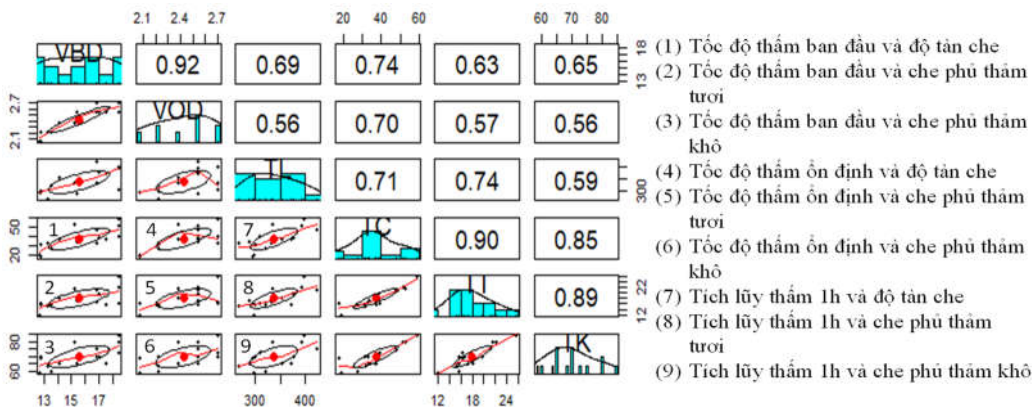 2.1 2.4 2.7
20 40 60
60 70 80
VBD
0.92
0.69
0.74
0.63
0.65
13 18
2.1 2.7
VOD
0.56
0.70
0.57
0.56
0.71
0.74
0.59
300
20 50
1
4
7
TC
0.90
0.85
2
5
8
TT
0.89
12 22
60 80
3
6
9
TK
13 15 17
300 400
12 18 24
(1) Tốc độ thấm ban đầu và độ tàn che
(2) Tốc độ thấm ban đầu và che phủ thảm
tươi
(3) Tốc độ thấm ban đầu và che phủ thảm
khô
(4) Tốc độ thấm ổn định và độ tàn che
(5) Tốc độ thấm ổn định và che phủ thảm
tươi
(6) Tốc độ thấm ổn định và che phủ thảm
khô
(7) Tích lũy thấm 1h và độ tàn che
(8) Tích lũy thấm 1h và che phủ thảm
tươi
(9) Tích lũy thấm 1h và che phủ thảm khô